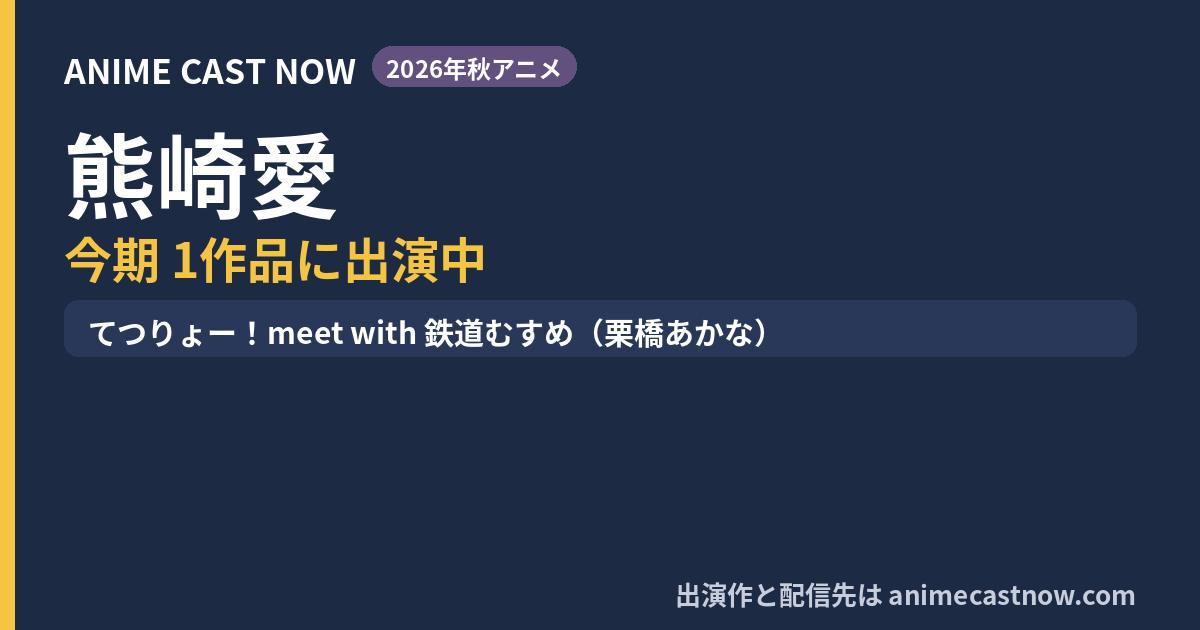 ANIME CAST NOW 2026年秋アニメ
熊崎愛
今期 1作品に出演中
てつりょー！meet with 鉄道むすめ（栗橋あかな）
出演作と配信先は animecastnow.com